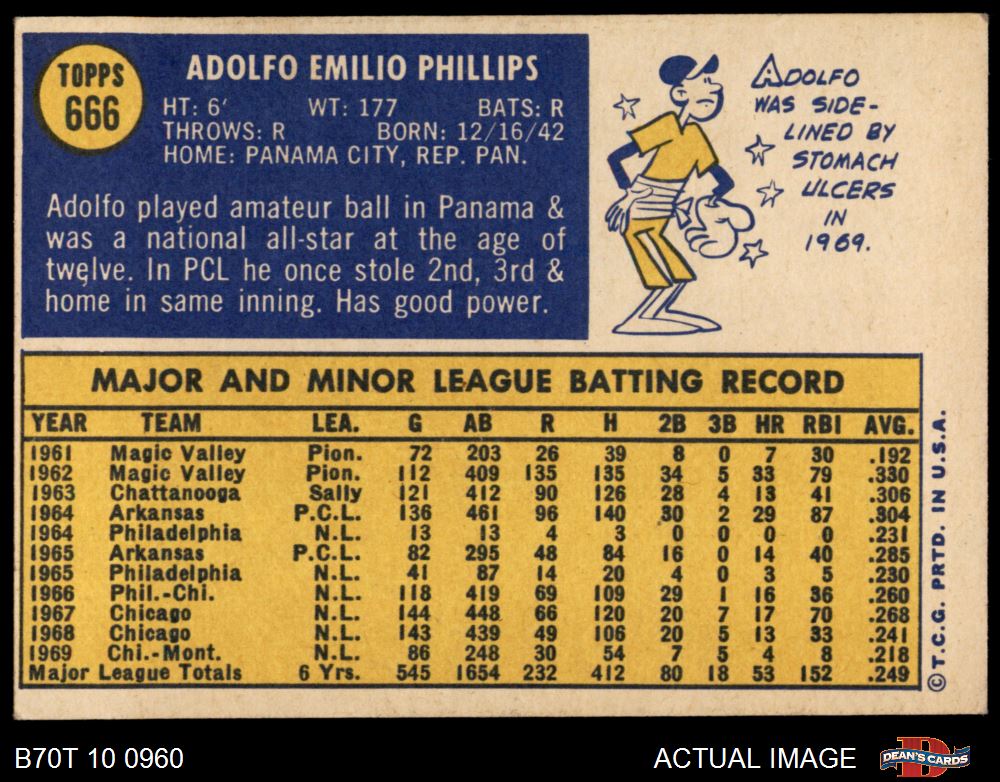 TOPPS
666
ADOLFO EMILIO PHILLIPS
HT: 6' WT: 177 BATS: R
THROWS: R BORN: 12/16/42
HOME: PANAMA CITY, REP. PAN.
Adolfo played amateur ball in Panama &
was a national all-star at the age of
twelve. In PCL he once stole 2nd, 3rd &
home in same inning. Has good power.
ADOLFO
WAS SIDE-
LINED BY
STOMACH
ULCERS
IN
1969.
MAJOR AND MINOR LEAGUE BATTING RECORD
YEAR TEAM LEA. G AB R H 2B 3B HR RBI AVG.
1961 Magic Valley Pion. 72 203 26 39 8 0 7 30 .192
1962 Magic Valley Pion. 112 409 135 135 34 5 33 79 .330
1963 Chattanooga Sally 121 412 90 126 28 4 13 41 .306
1964 Arkansas P.C.L. 136 461 96 140 30 2 29 87 .304
1964 Philadelphia N.L. 13 13 4 3 0 0 0 0 .231
1965 Arkansas P.C.L. 82 295 48 84 16 0 14 40 .285
1965 Philadelphia N.L. 41 87 14 20 4 0 3 5 .230
1966 Phil.-Chi. N.L. 118 419 69 109 29 1 16 36 .260
1967 Chicago N.L. 144 448 66 120 20 7 17 70 .268
1968 Chicago N.L. 143 439 49 106 20 5 13 33 .241
1969 Chi.-Mont. N.L. 86 248 30 54 7 5 4 8 .218
Major League Totals 6 Yrs. 545 1654 232 412 80 18 53 152 .249
©T.C.G. PRTD. IN U.S.A.
B70T 10 0960
ACTUAL IMAGE
DEAN'S CARDS